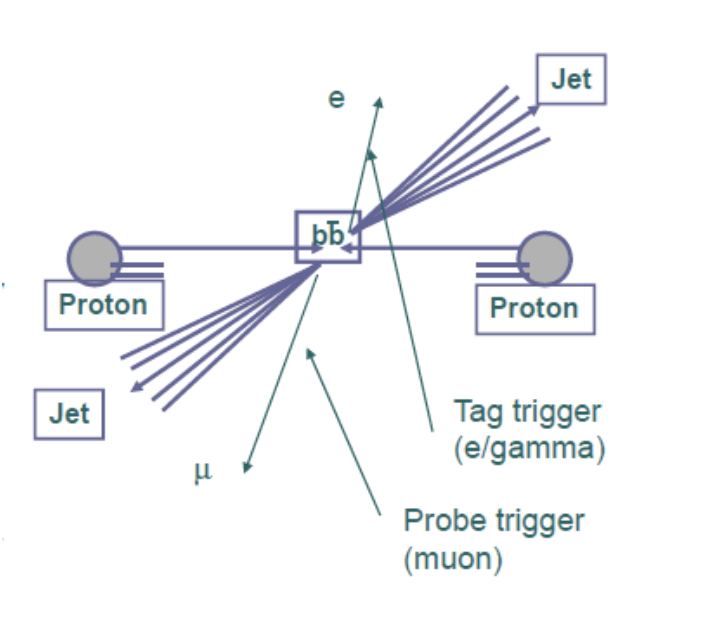 Jet
e
bb̄
Proton
Proton
Jet
Tag trigger
(e/gamma)
μ
Probe trigger
(muon)